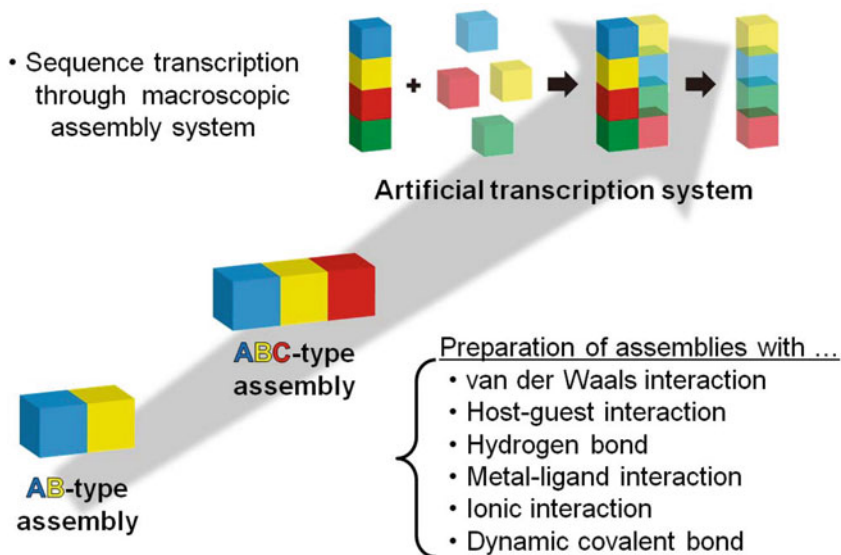 • Sequence transcription
through macroscopic
assembly system
+
Artificial transcription system
ABC-type
assembly
AB-type
assembly
Preparation of assemblies with ...
• van der Waals interaction
• Host-guest interaction
• Hydrogen bond
• Metal-ligand interaction
• Ionic interaction
• Dynamic covalent bond